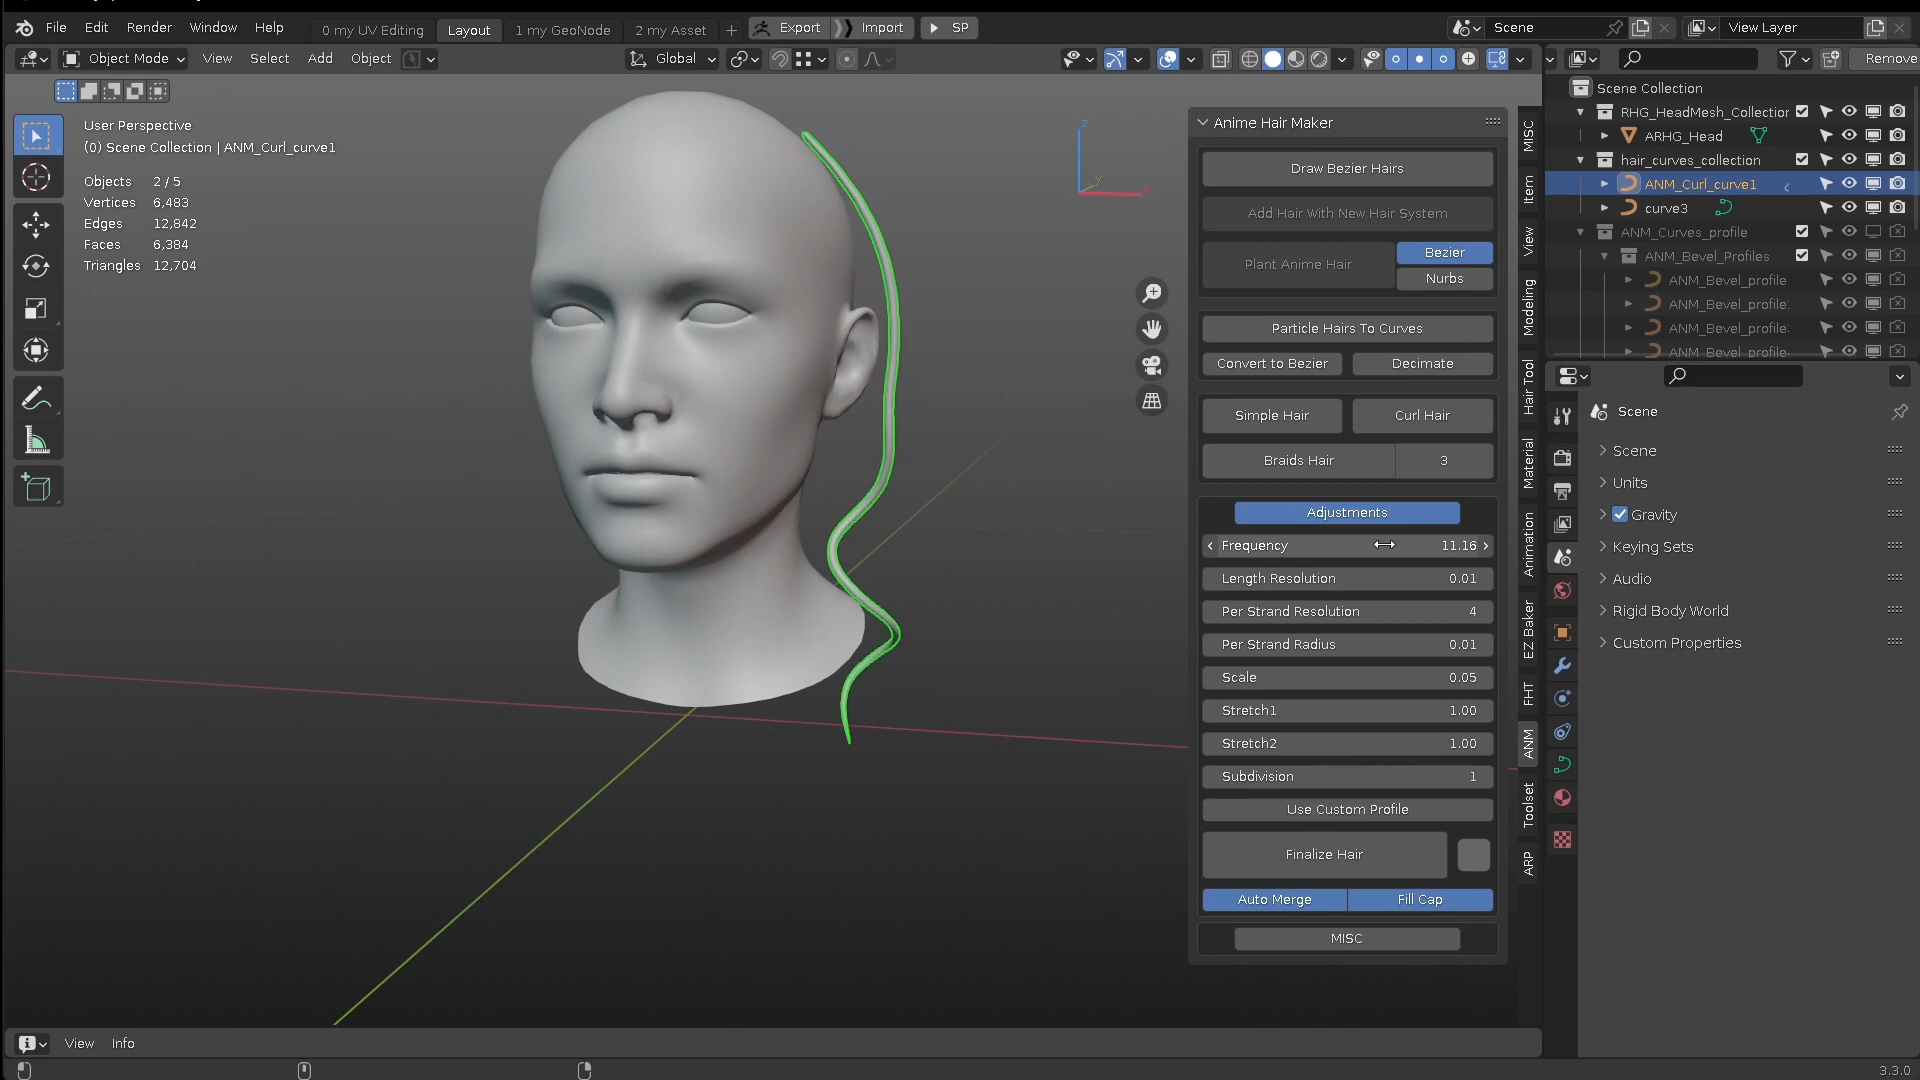 File Edit Render Window Help 0 my UV Editing Layout 1 my GeoNode 2 my Asset + Export Import SP Scene View Layer
Object Mode View Select Add Object Global Remove
User Perspective
(0) Scene Collection | ANM_Curl_curve1
Objects 2 / 5
Vertices 6,483
Edges 12,842
Faces 6,384
Triangles 12,704
z
y
Anime Hair Maker
Draw Bezier Hairs
Add Hair With New Hair System
Plant Anime Hair
Bezier
Nurbs
Particle Hairs To Curves
Convert to Bezier Decimate
Simple Hair Curl Hair
Braids Hair 3
Adjustments
Frequency 11.16
Length Resolution 0.01
Per Strand Resolution 4
Per Strand Radius 0.01
Scale 0.05
Stretch1 1.00
Stretch2 1.00
Subdivision 1
Use Custom Profile
Finalize Hair
Auto Merge Fill Cap
MISC
MISC
Item
View
Modeling
Hair Tool
Material
Animation
EZ Baker
FHT
ANM
Toolset
ARP
Scene Collection
RHG_HeadMesh_Collection
ARHG_Head
hair_curves_collection
ANM_Curl_curve1
curve3
ANM_Curves_profile
ANM_Bevel_Profiles
ANM_Bevel_profile
ANM_Bevel_profile
ANM_Bevel_profile
ANM_Bevel_profile
Scene
Scene
Units
Gravity
Keying Sets
Audio
Rigid Body World
Custom Properties
View Info
3.3.0